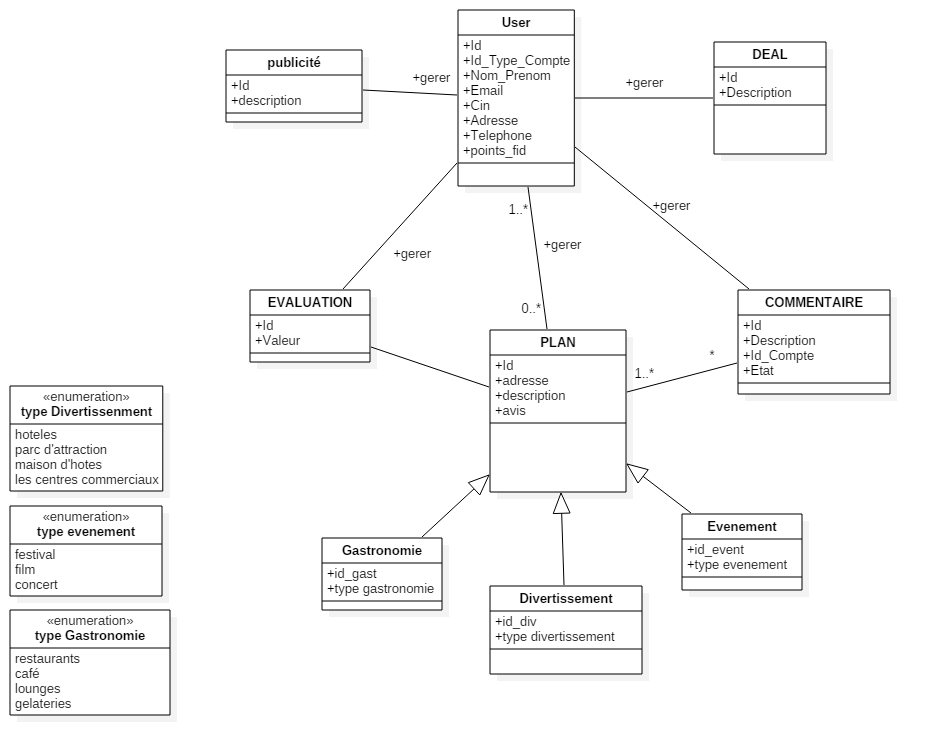 User
+Id
+Id_Type_Compte
+Nom_Prenom
+Email
+Cin
+Adresse
+Telephone
+points_fid
publicité
+Id
+description
+gerer
DEAL
+Id
+Description
+gerer
+gerer
+gerer
1..*
+gerer
0..*
EVALUATION
+Id
+Valeur
COMMENTAIRE
+Id
+Description
+Id_Compte
+Etat
PLAN
+Id
+adresse
+description
+avis
1..*
*
«enumeration»
type Divertissenment
hoteles
parc d'attraction
maison d'hotes
les centres commerciaux
«enumeration»
type evenement
festival
film
concert
«enumeration»
type Gastronomie
restaurants
café
lounges
gelateries
Gastronomie
+id_gast
+type gastronomie
Divertissement
+id_div
+type divertissement
Evenement
+id_event
+type evenement